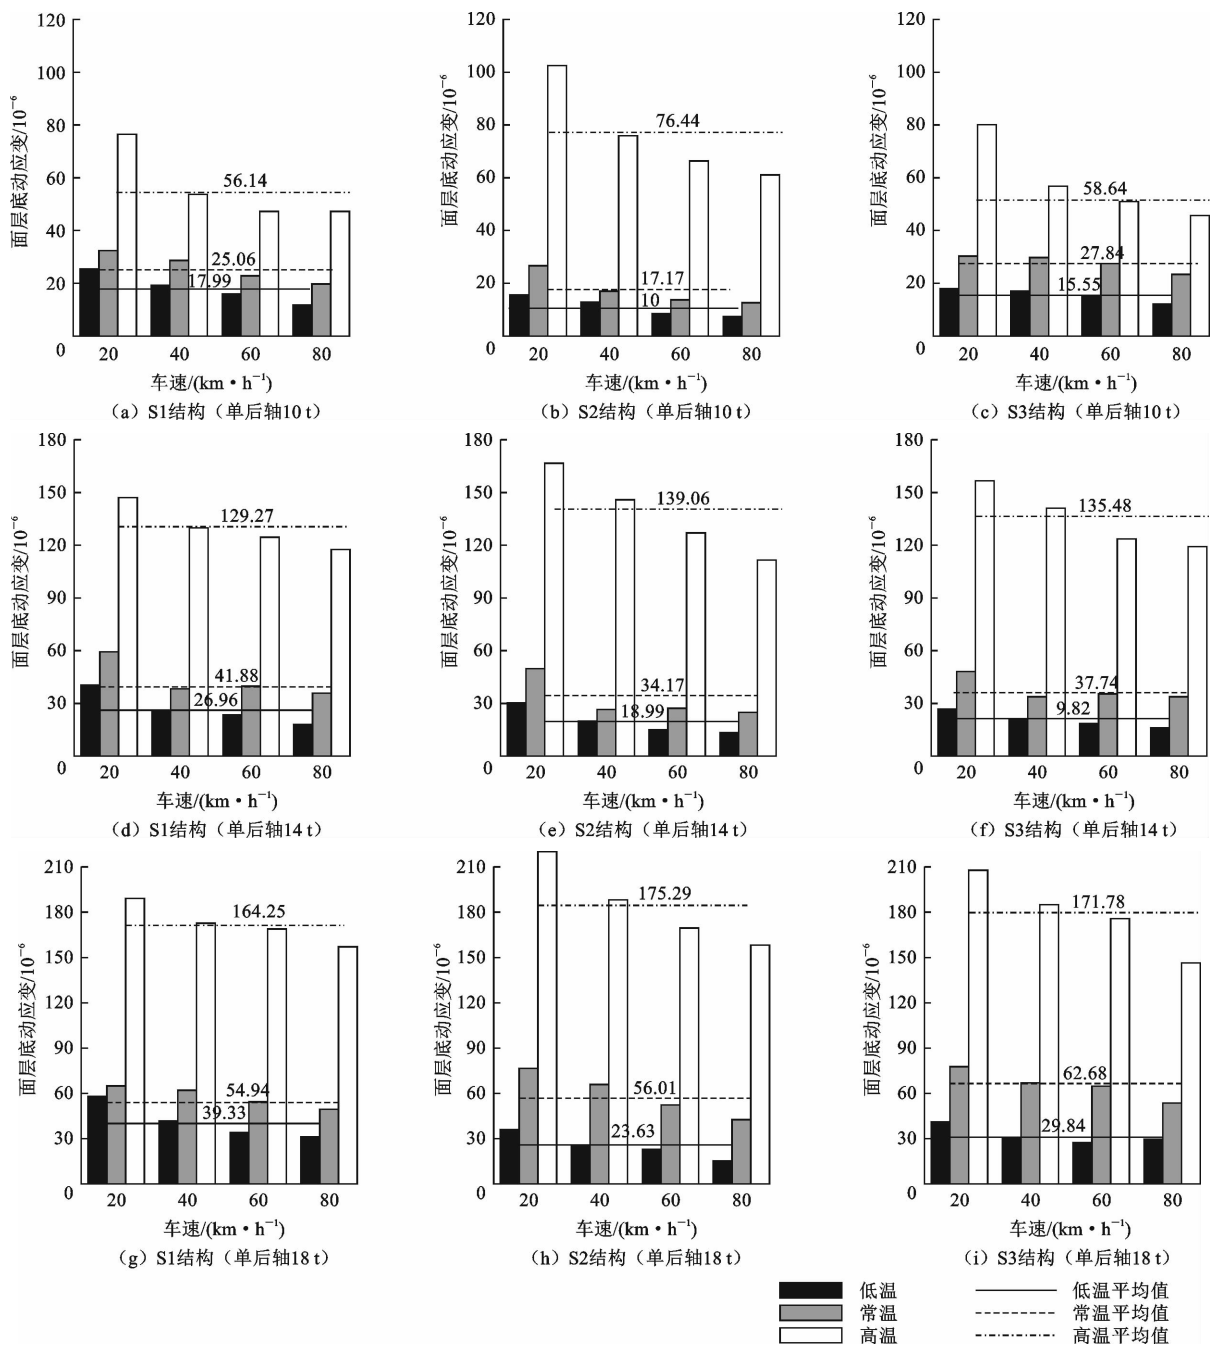 面层底动应变/10⁻⁶
120
100
80
60
40
20
0
56.14
25.06
17.99
20 40 60 80
车速/(km·h⁻¹)
(a) S1结构(单后轴10 t)
面层底动应变/10⁻⁶
120
100
80
60
40
20
0
76.44
17.17
10
20 40 60 80
车速/(km·h⁻¹)
(b) S2结构(单后轴10 t)
面层底动应变/10⁻⁶
120
100
80
60
40
20
0
58.64
27.84
15.55
20 40 60 80
车速/(km·h⁻¹)
(c) S3结构(单后轴10 t)
面层底动应变/10⁻⁶
180
150
120
90
60
30
0
129.27
41.88
26.96
20 40 60 80
车速/(km·h⁻¹)
(d) S1结构(单后轴14 t)
面层底动应变/10⁻⁶
180
150
120
90
60
30
0
139.06
34.17
18.99
20 40 60 80
车速/(km·h⁻¹)
(e) S2结构(单后轴14 t)
面层底动应变/10⁻⁶
180
150
120
90
60
30
0
135.48
37.74
9.82
20 40 60 80
车速/(km·h⁻¹)
(f) S3结构(单后轴14 t)
面层底动应变/10⁻⁶
210
180
150
120
90
60
30
0
164.25
54.94
39.33
20 40 60 80
车速/(km·h⁻¹)
(g) S1结构(单后轴18 t)
面层底动应变/10⁻⁶
210
180
150
120
90
60
30
0
175.29
56.01
23.63
20 40 60 80
车速/(km·h⁻¹)
(h) S2结构(单后轴18 t)
面层底动应变/10⁻⁶
210
180
150
120
90
60
30
0
171.78
62.68
29.84
20 40 60 80
车速/(km·h⁻¹)
(i) S3结构(单后轴18 t)
低温 低温平均值
常温 常温平均值
高温 高温平均值